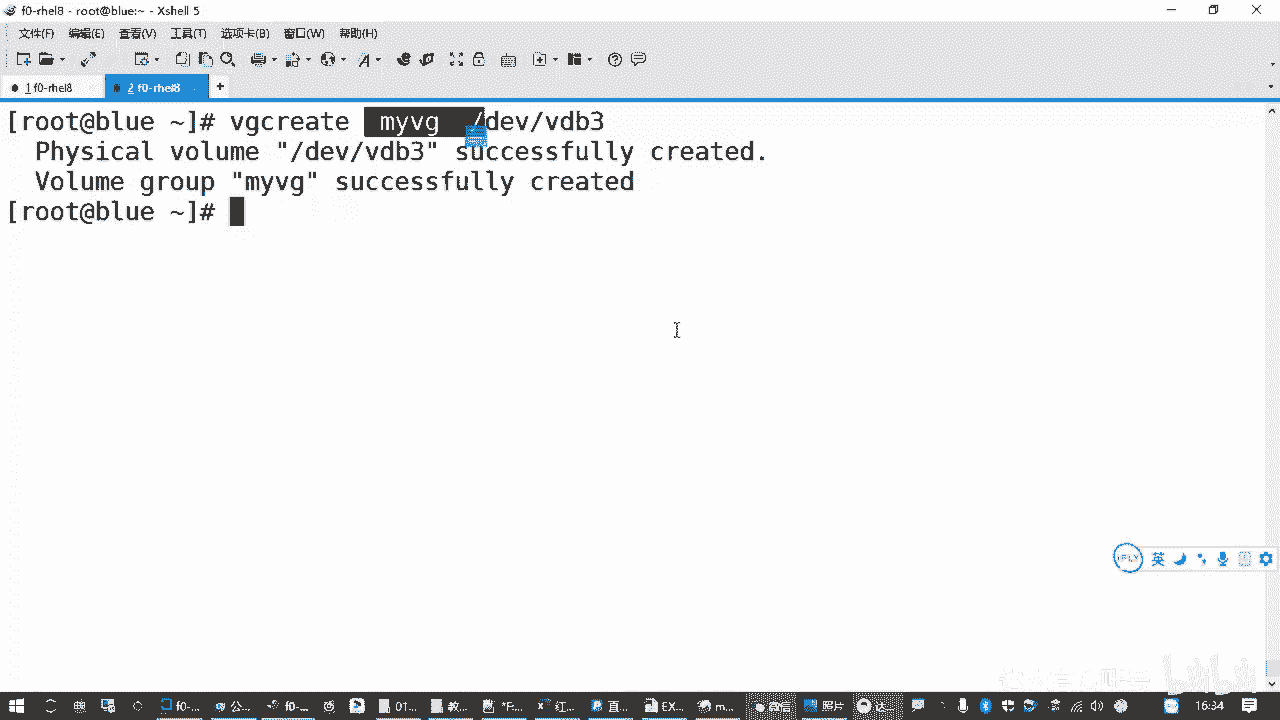 f0-rhel8 - root@blue:~ - Xshell 5
文件(F) 编辑(E) 查看(V) 工具(T) 选项卡(B) 窗口(W) 帮助(H)
1 f0-rhel8
2 f0-rhel8
+
[root@blue ~]# vgcreate myvg /dev/vdb3
Physical volume "/dev/vdb3" successfully created.
Volume group "myvg" successfully created
[root@blue ~]#
iFLY 英
f0-... 公... f0-... 01... 教... *F... 红... 直... EX... m... 照片 16:34
bilibili